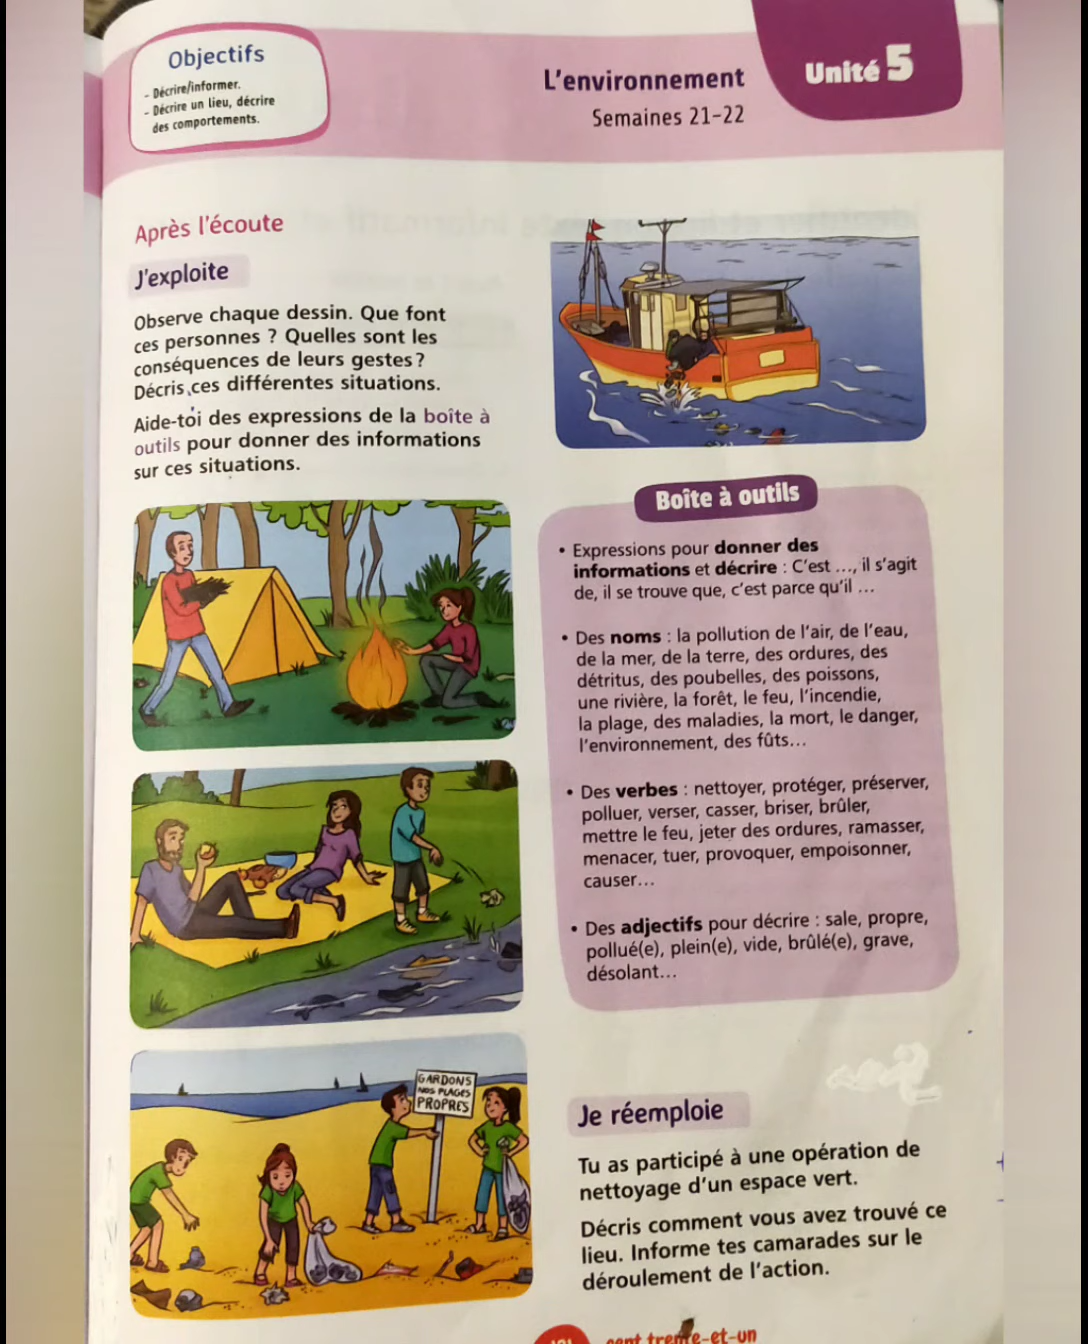 Objectifs
- Décrire/informer.
- Décrire un lieu, décrire
des comportements.
L'environnement
Semaines 21-22
Unité 5
Après l'écoute
J'exploite
Observe chaque dessin. Que font
ces personnes ? Quelles sont les
conséquences de leurs gestes ?
Décris ces différentes situations.
Aide-toi des expressions de la boîte à
outils pour donner des informations
sur ces situations.
Boîte à outils
• Expressions pour donner des
informations et décrire : C'est ..., il s'agit
de, il se trouve que, c'est parce qu'il ...
• Des noms : la pollution de l'air, de l'eau,
de la mer, de la terre, des ordures, des
détritus, des poubelles, des poissons,
une rivière, la forêt, le feu, l'incendie,
la plage, des maladies, la mort, le danger,
l'environnement, des fûts...
• Des verbes : nettoyer, protéger, préserver,
polluer, verser, casser, briser, brûler,
mettre le feu, jeter des ordures, ramasser,
menacer, tuer, provoquer, empoisonner,
causer...
• Des adjectifs pour décrire : sale, propre,
pollué(e), plein(e), vide, brûlé(e), grave,
désolant...
GARDONS
NOS PLAGES
PROPRES
Je réemploie
Tu as participé à une opération de
nettoyage d'un espace vert.
Décris comment vous avez trouvé ce
lieu. Informe tes camarades sur le
déroulement de l'action.
131 cent trente-et-un